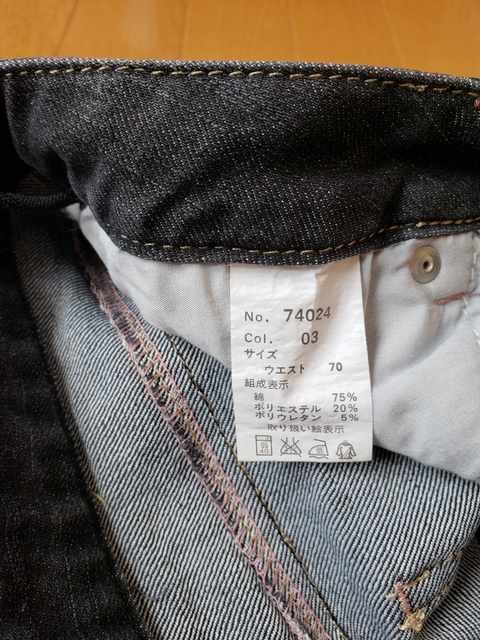 No. 74024
Col. 03
サイズ
ウエスト 70
組成表示
綿 75%
ポリエステル 20%
ポリウレタン 5%
取り扱い絵表示